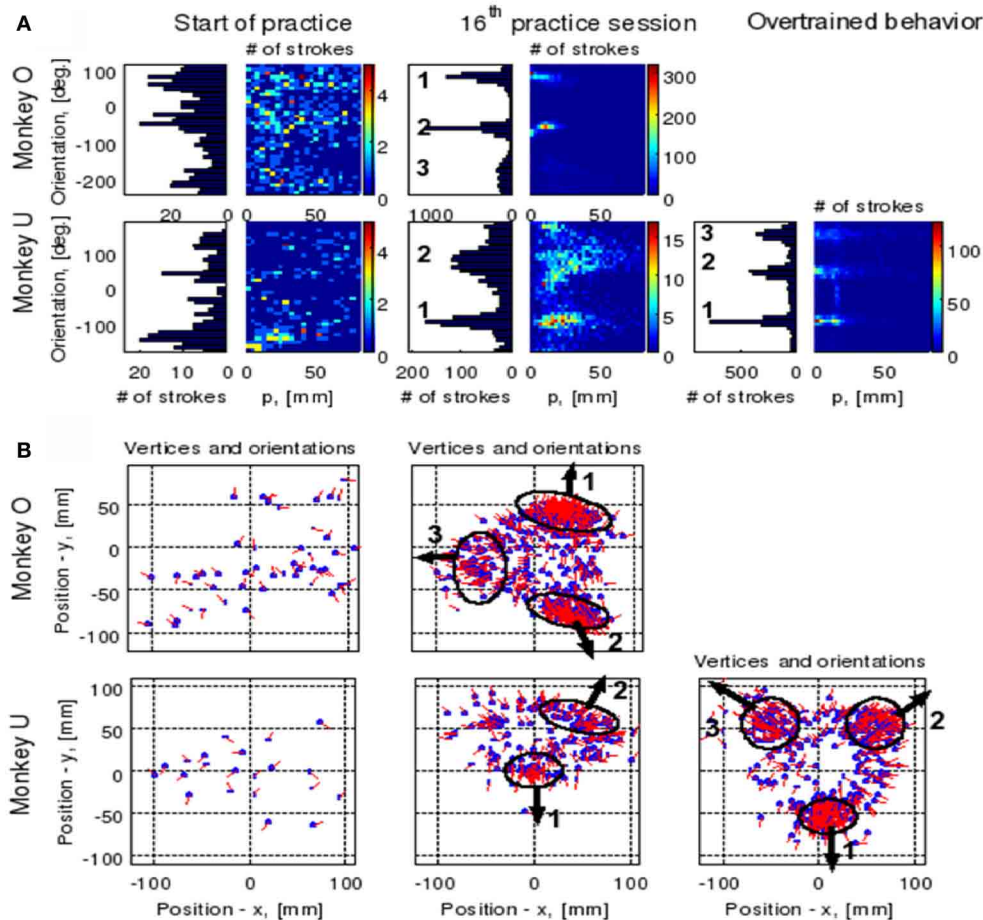 A
Start of practice
16th practice session
Overtrained behavior
# of strokes
# of strokes
Monkey O
Orientation, [deg.]
100
0
-100
-200
20
0
0
50
4
2
0
1
2
3
1000
0
0
50
300
200
100
0
Monkey U
Orientation, [deg.]
100
0
-100
20
10
0
# of strokes
0
50
p, [mm]
4
2
0
2
1
200
100
0
# of strokes
0
50
p, [mm]
15
10
5
0
# of strokes
3
2
1
500
0
# of strokes
0
50
p, [mm]
100
50
0
B
Vertices and orientations
Vertices and orientations
Monkey O
Position - y, [mm]
50
0
-50
-100
1
3
2
Vertices and orientations
Monkey U
Position - y, [mm]
100
50
0
-50
-100
-100
0
100
Position - x, [mm]
2
1
-100
0
100
Position - x, [mm]
3
2
1
-100
0
100
Position - x, [mm]